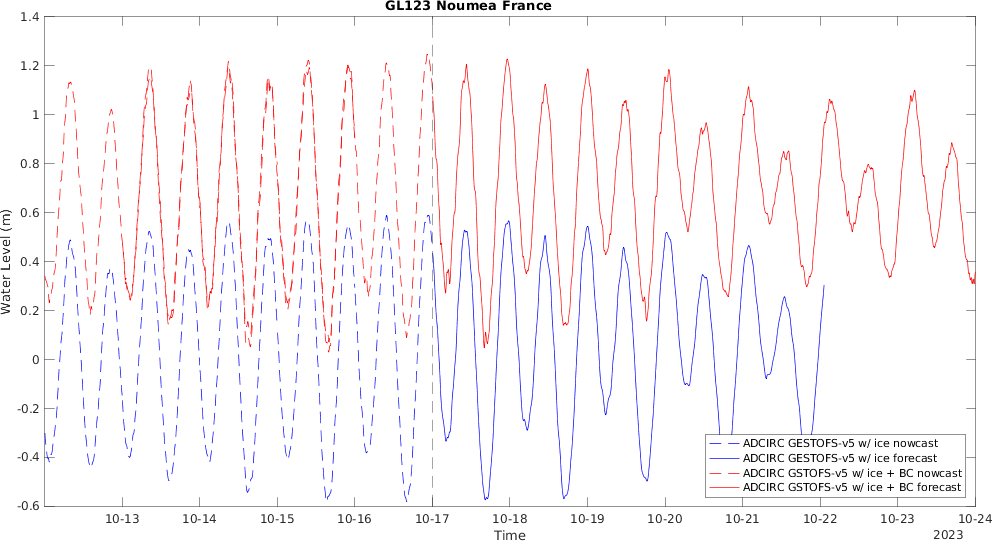 GL123 Noumea France
1.4
1.2
1
0.8
0.6
0.4
0.2
0
-0.2
-0.4
-0.6
Water Level (m)
10-13 10-14 10-15 10-16 10-17 10-18 10-19 10-20 10-21 10-22 10-23 10-24
Time
2023
ADCIRC GESTOFS-v5 w/ ice nowcast
ADCIRC GESTOFS-v5 w/ ice forecast
ADCIRC GSTOFS-v5 w/ ice + BC nowcast
ADCIRC GSTOFS-v5 w/ ice + BC forecast